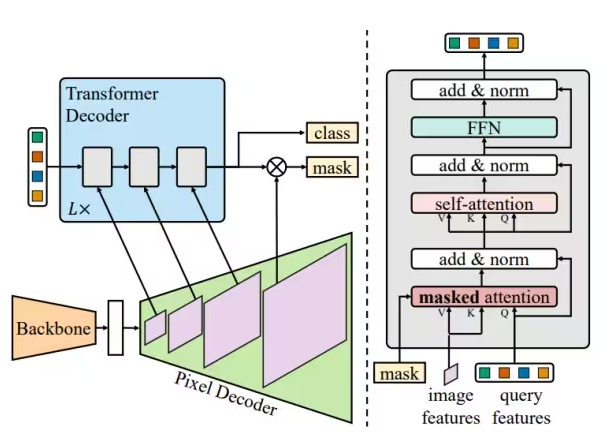 Transformer
Decoder
L×
class
mask
Backbone
Pixel Decoder
add & norm
FFN
add & norm
self-attention
V K Q
add & norm
masked attention
V K Q
mask
image
features
query
features